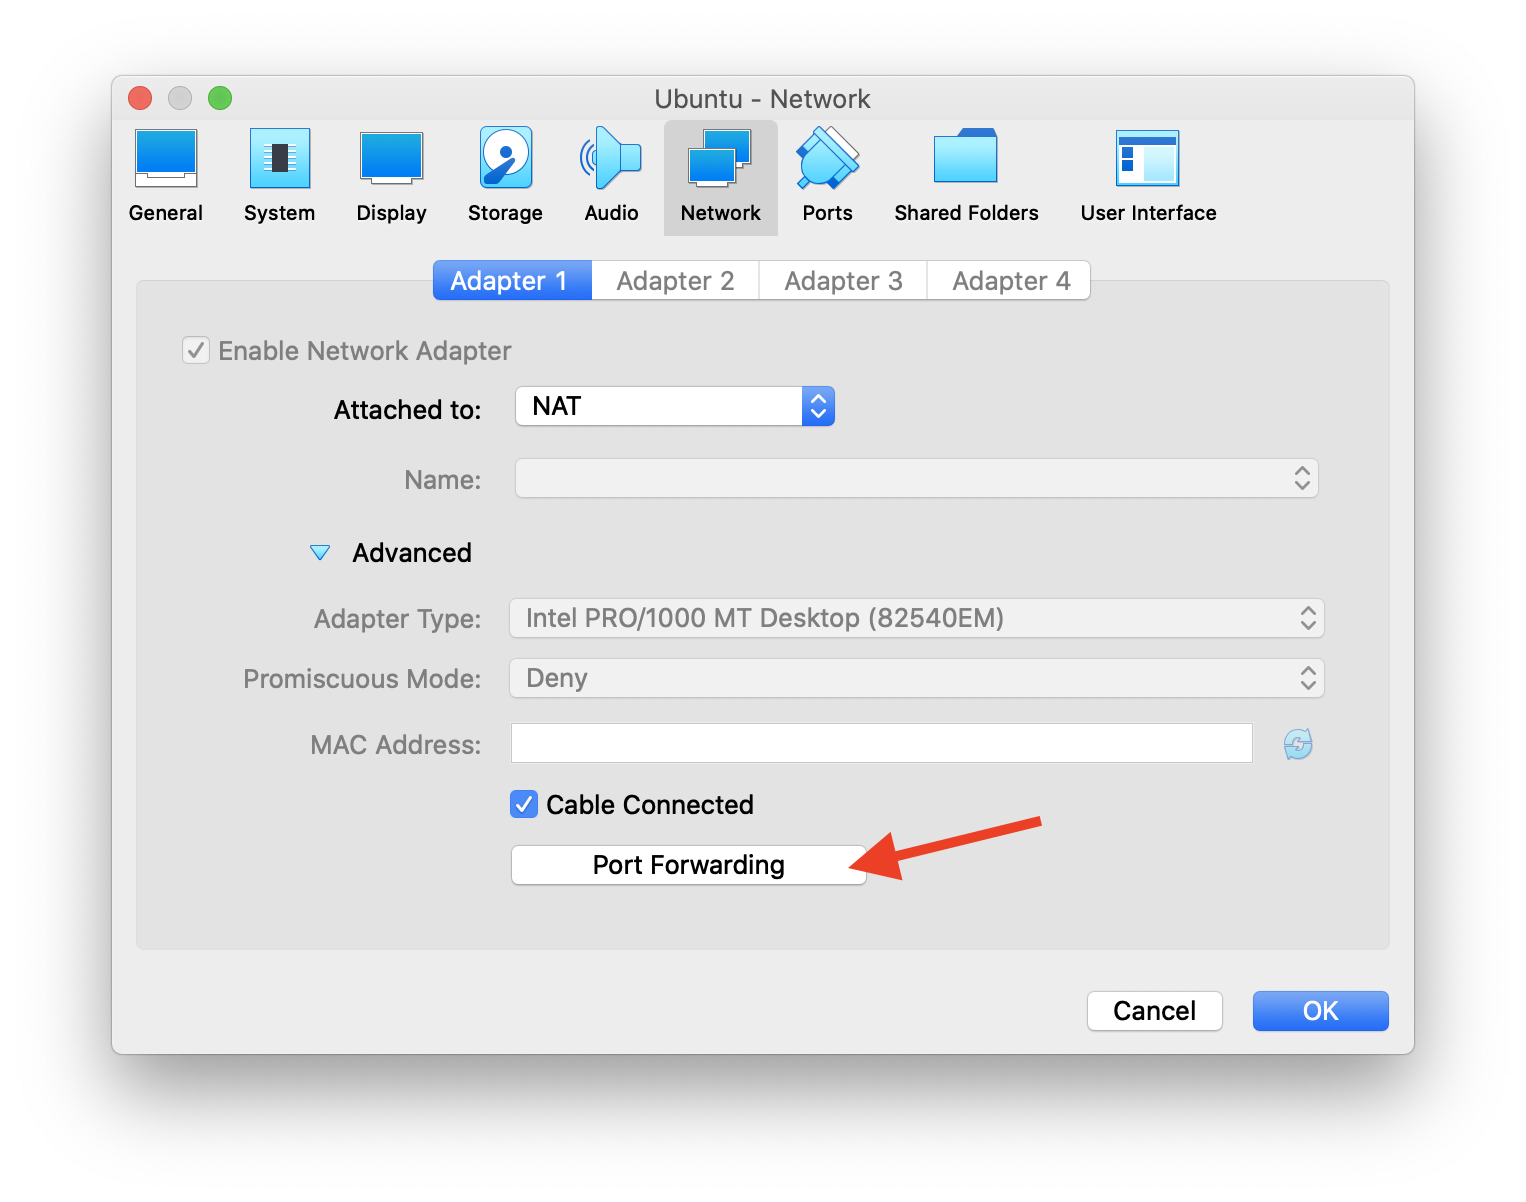 Ubuntu - Network
General System Display Storage Audio Network Ports Shared Folders User Interface
Adapter 1 Adapter 2 Adapter 3 Adapter 4
Enable Network Adapter
Attached to: NAT
Name:
Advanced
Adapter Type: Intel PRO/1000 MT Desktop (82540EM)
Promiscuous Mode: Deny
MAC Address:
Cable Connected
Port Forwarding
Cancel OK